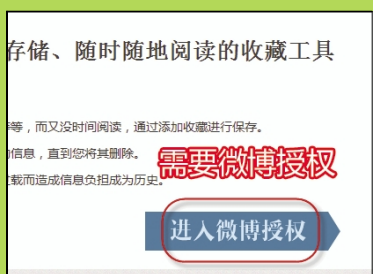 存储、随时随地阅读的收藏工具
等，而又没时间阅读，通过添加收藏进行保存。
信息，直到您将其删除。
需要微博授权
载而造成信息负担成为历史。
进入微博授权